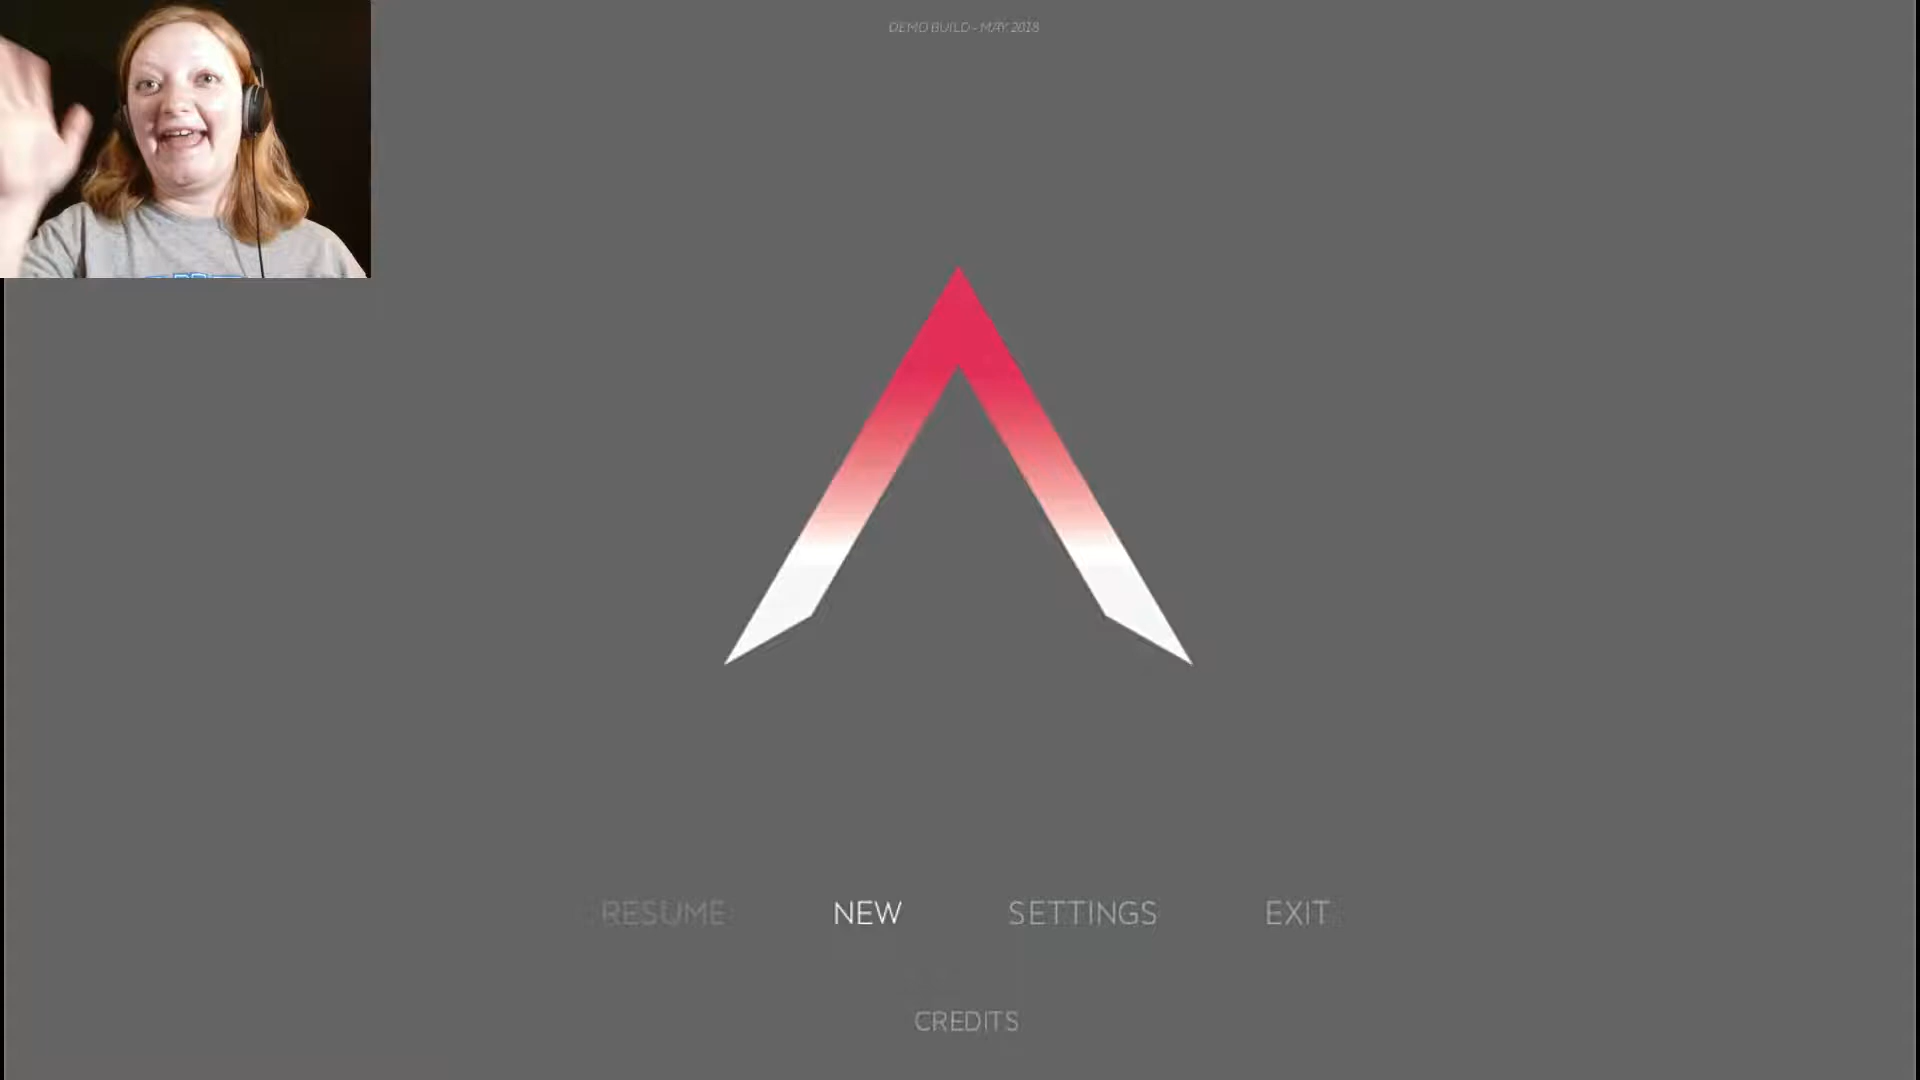 DEMO BUILD - MAY 2018
RESUME
NEW
SETTINGS
EXIT
CREDITS